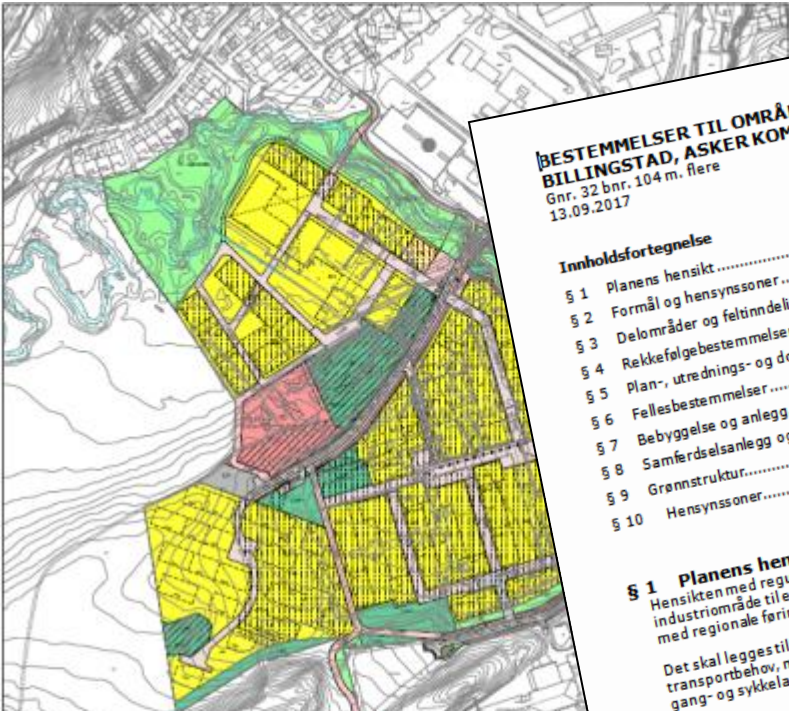 BESTEMMELSER TIL OMRÅ
BILLINGSTAD, ASKER KOM
Gnr. 32 bnr. 104 m. flere
13.09.2017
Innholdsfortegnelse
§ 1 Planens hensikt
§ 2 Formål og hensynssoner
§ 3 Delområder og feltinndeli
§ 4 Rekkefølgebestemmelse
§ 5 Plan-, utrednings- og do
§ 6 Fellesbestemmelser
§ 7 Bebyggelse og anlegg
§ 8 Samferdselsanlegg og
§ 9 Grønnstruktur
§ 10 Hensynssoner
§ 1 Planens hen
Hensikten med regu
industriområde til e
med regionale førin
Det skal legges til
transportbehov, m
gang- og sykkela